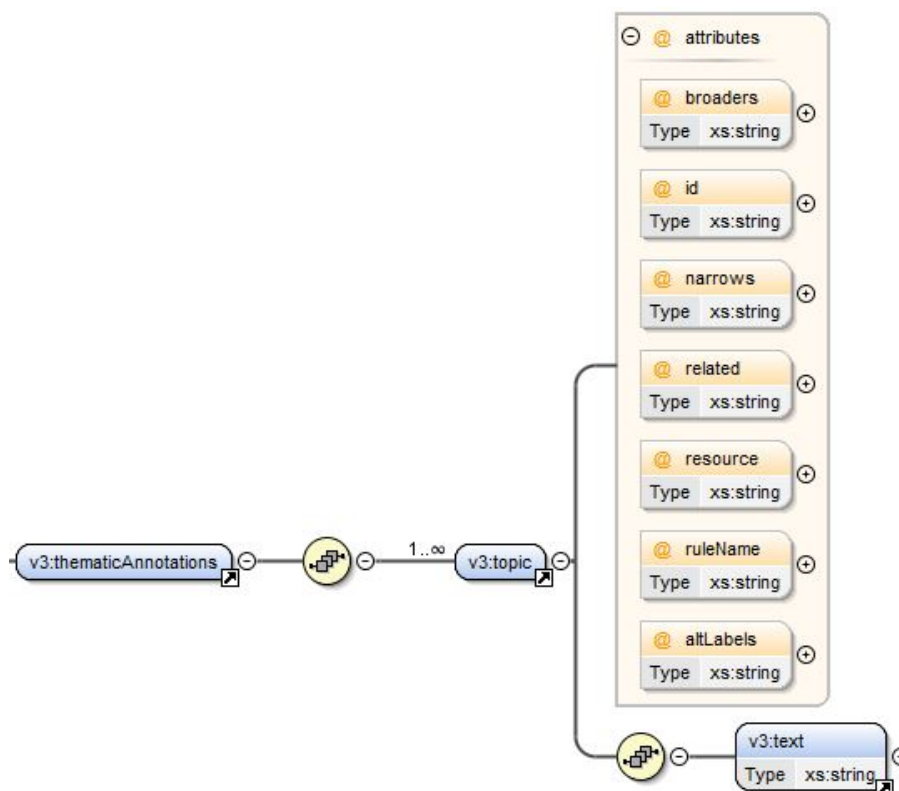 @ attributes
@ broaders
Type xs:string
@ id
Type xs:string
@ narrows
Type xs:string
@ related
Type xs:string
@ resource
Type xs:string
v3:thematicAnnotations
1..∞
v3:topic
@ ruleName
Type xs:string
@ altLabels
Type xs:string
v3:text
Type xs:string